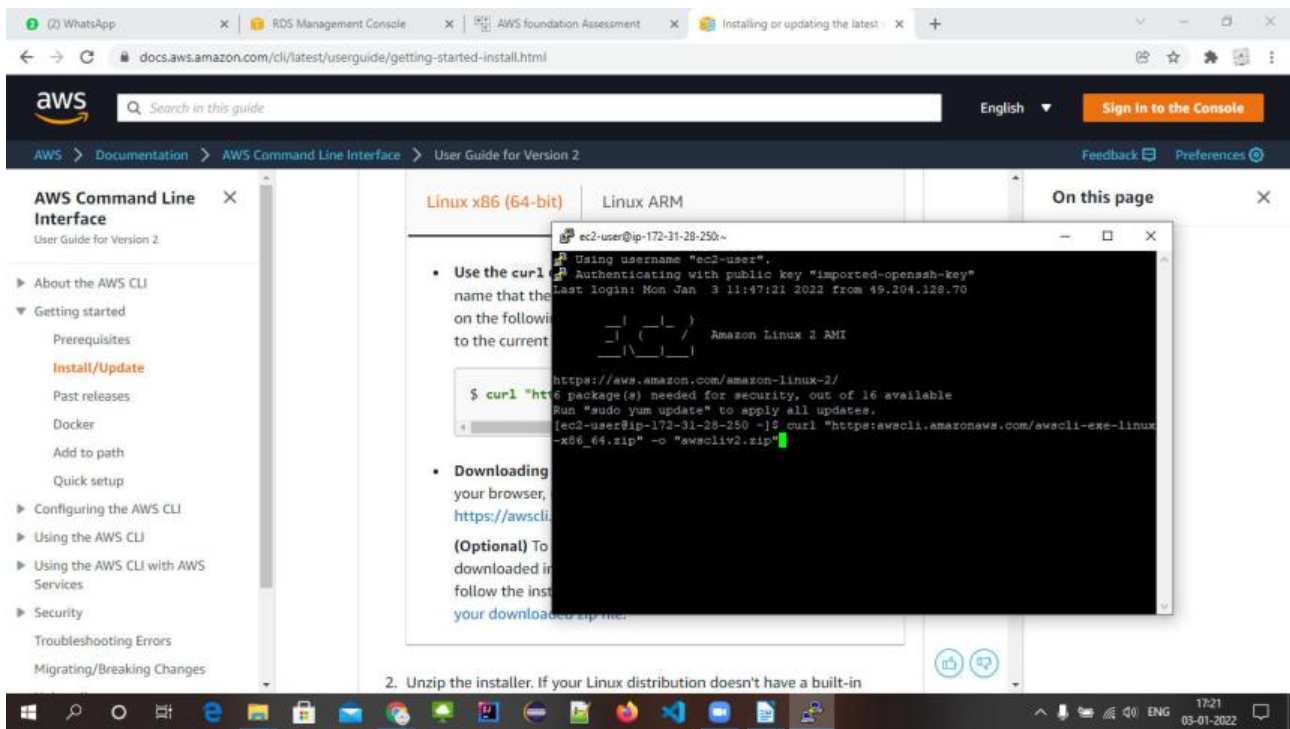 (2) WhatsApp
RDS Management Console
AWS foundation Assessment
Installing or updating the latest
docs.aws.amazon.com/cli/latest/userguide/getting-started-install.html
aws
Search in this guide
English
Sign In to the Console
AWS > Documentation > AWS Command Line Interface > User Guide for Version 2
Feedback
Preferences
AWS Command Line
Interface
User Guide for Version 2
About the AWS CLI
Getting started
Prerequisites
Install/Update
Past releases
Docker
Add to path
Quick setup
Configuring the AWS CLI
Using the AWS CLI
Using the AWS CLI with AWS
Services
Security
Troubleshooting Errors
Migrating/Breaking Changes
Linux x86 (64-bit)
Linux ARM
• Use the curl
name that the
on the followi
to the current
$ curl "htt
• Downloading
your browser,
https://awscli.
(Optional) To
downloaded in
follow the inst
your downloaded zip file.
2. Unzip the installer. If your Linux distribution doesn't have a built-in
On this page
ec2-user@ip-172-31-28-250:~
Using username "ec2-user".
Authenticating with public key "imported-openssh-key"
Last login: Mon Jan  3 11:47:21 2022 from 49.204.128.70
Amazon Linux 2 AMI
https://aws.amazon.com/amazon-linux-2/
6 package(s) needed for security, out of 16 available
Run "sudo yum update" to apply all updates.
[ec2-user@ip-172-31-28-250 ~]$ curl "https:awscli.amazonaws.com/awscli-exe-linux
-x86_64.zip" -o "awscliv2.zip"
ENG
17:21
03-01-2022